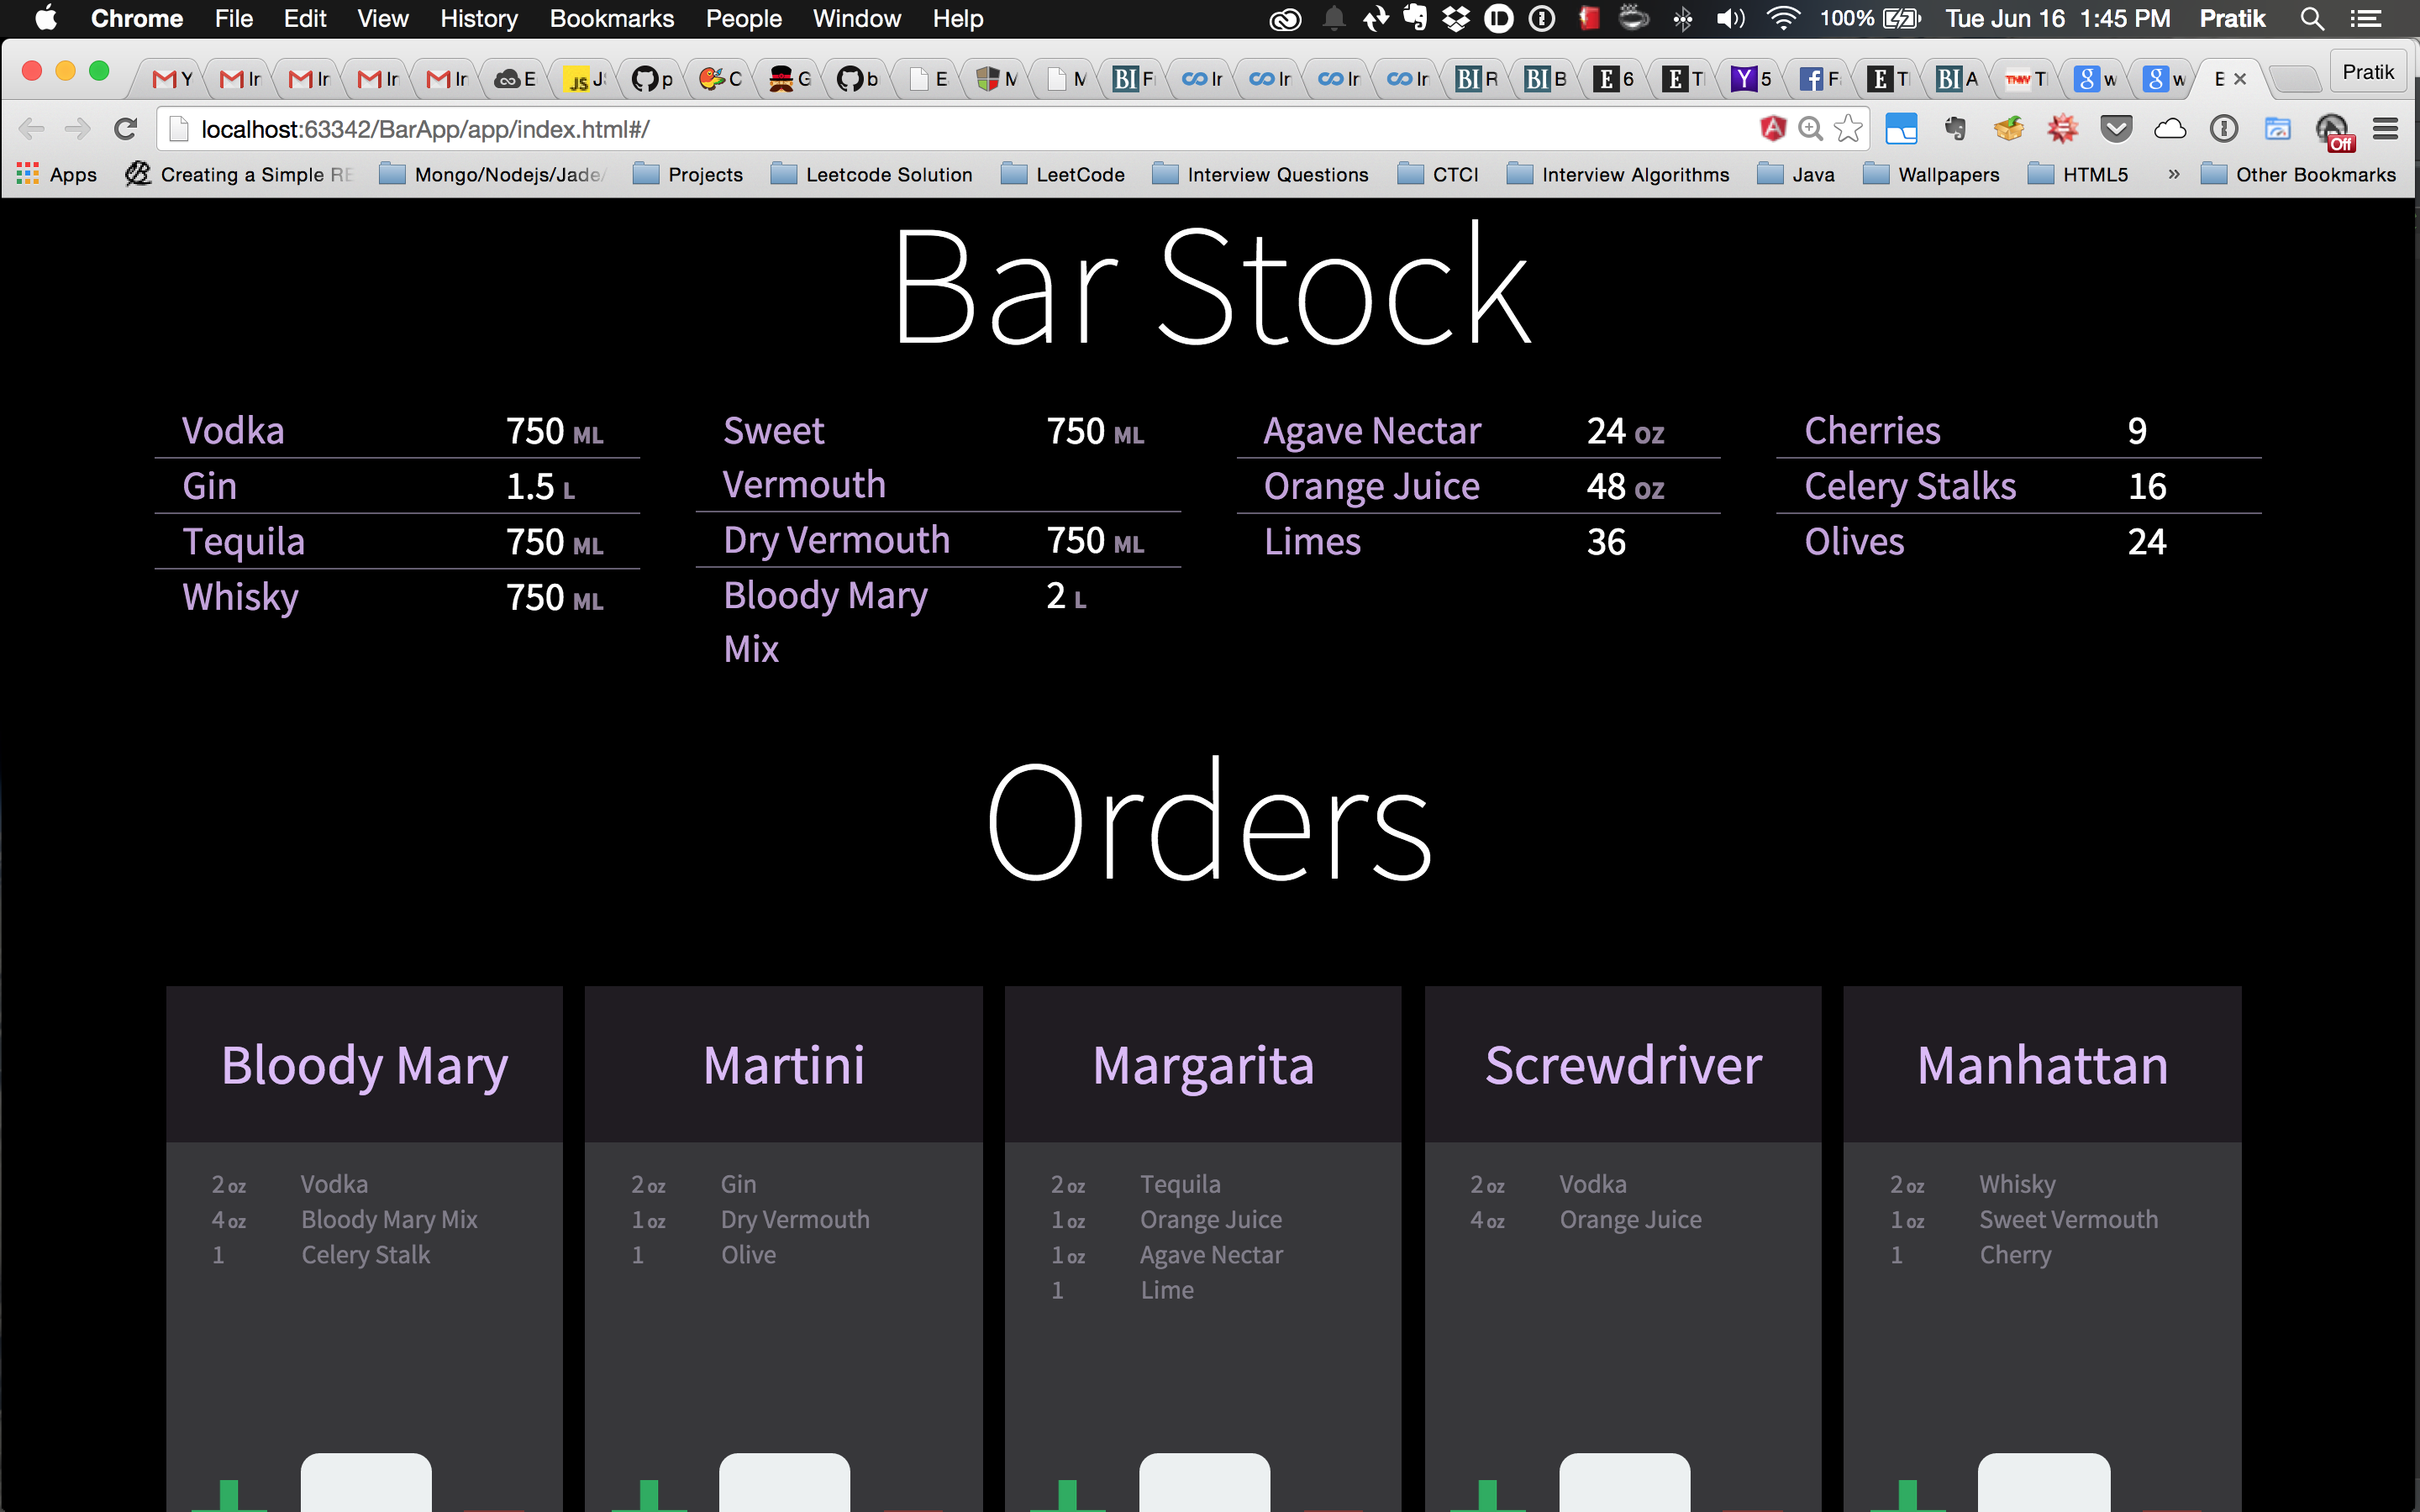 Chrome File Edit View History Bookmarks People Window Help 100% Tue Jun 16 1:45 PM Pratik
Y Ir Ir Ir Ir E JS p C G b E M M BI F Ir Ir Ir Ir BI R BI B E 6 E T Y 5 F E T BI A TNW T w w E Pratik
localhost:63342/BarApp/app/index.html#/ Off
Apps Creating a Simple RE Mongo/Nodejs/Jade/ Projects Leetcode Solution LeetCode Interview Questions CTCI Interview Algorithms Java Wallpapers HTML5 » Other Bookmarks
Bar Stock
Vodka 750 ML
Gin 1.5 L
Tequila 750 ML
Whisky 750 ML
Sweet 750 ML
Vermouth
Dry Vermouth 750 ML
Bloody Mary 2 L
Mix
Agave Nectar 24 oz
Orange Juice 48 oz
Limes 36
Cherries 9
Celery Stalks 16
Olives 24
Orders
Bloody Mary
2 oz Vodka
4 oz Bloody Mary Mix
1 Celery Stalk
Martini
2 oz Gin
1 oz Dry Vermouth
1 Olive
Margarita
2 oz Tequila
1 oz Orange Juice
1 oz Agave Nectar
1 Lime
Screwdriver
2 oz Vodka
4 oz Orange Juice
Manhattan
2 oz Whisky
1 oz Sweet Vermouth
1 Cherry